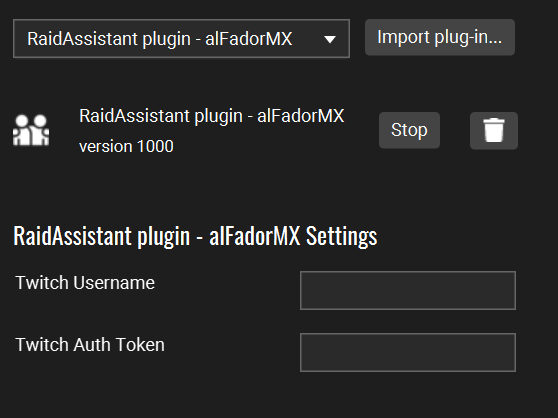 RaidAssistant plugin - alFadorMX
Import plug-in...
RaidAssistant plugin - alFadorMX
version 1000
Stop
RaidAssistant plugin - alFadorMX Settings
Twitch Username
Twitch Auth Token